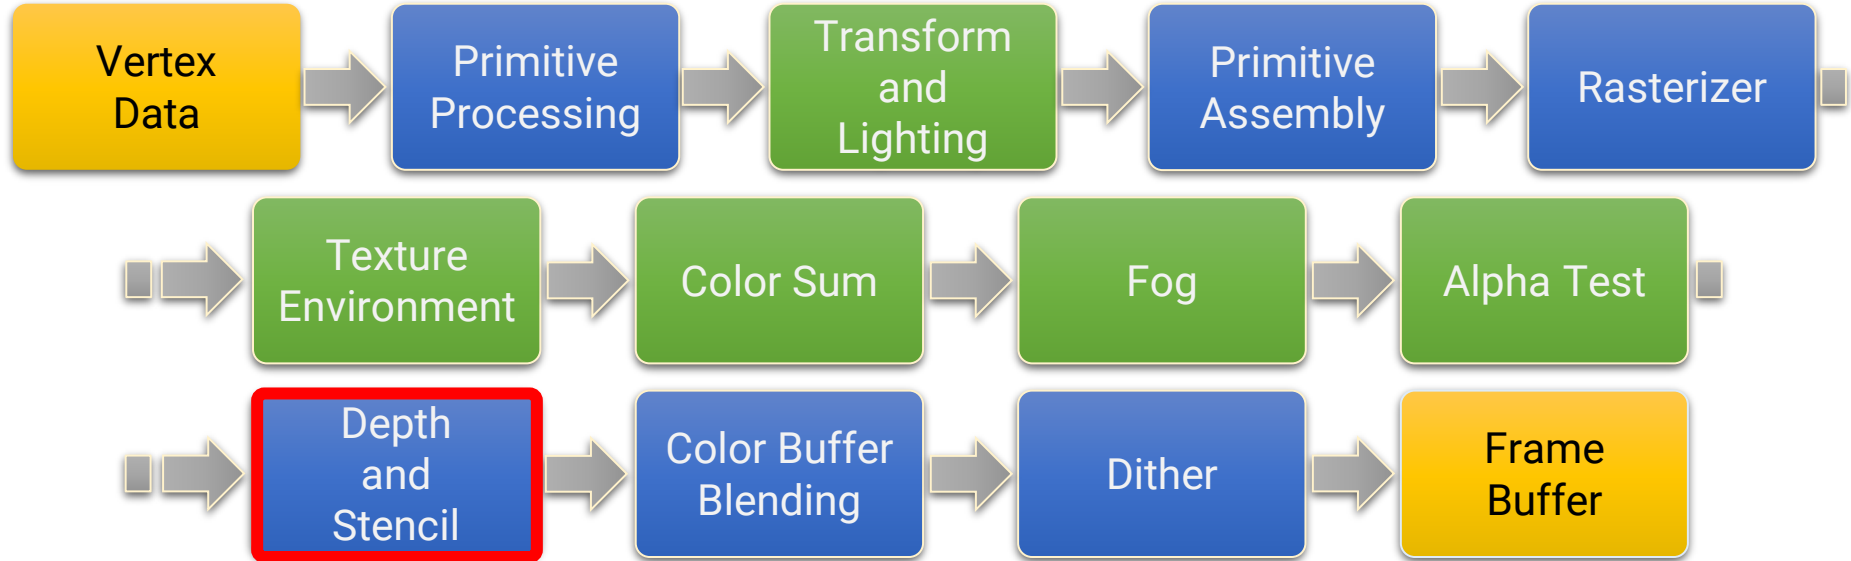 Vertex
Data
Primitive
Processing
Transform
and
Lighting
Primitive
Assembly
Rasterizer
Texture
Environment
Color Sum
Fog
Alpha Test
Depth
and
Stencil
Color Buffer
Blending
Dither
Frame
Buffer